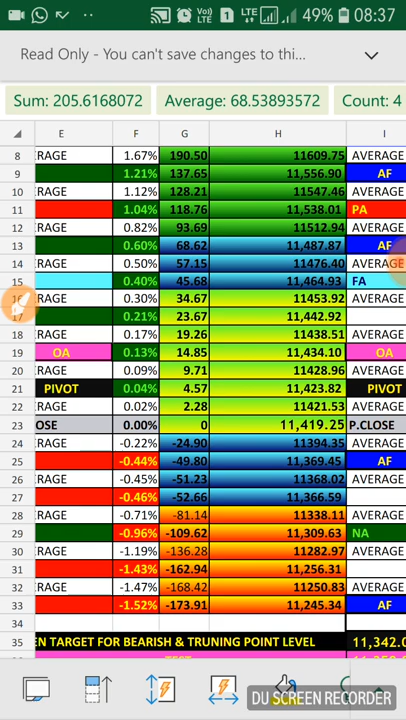 Vo)) LTE 1 LTE 49% 08:37
Read Only - You can't save changes to thi...
Sum: 205.6168072 Average: 68.53893572 Count: 4
E F G H I
8 ERAGE 1.67% 190.50 11609.75 AVERAGE
9 1.21% 137.65 11,556.90 AF
10 ERAGE 1.12% 128.21 11547.46 AVERAGE
11 1.04% 118.76 11,538.01 PA
12 ERAGE 0.82% 93.69 11512.94 AVERAGE
13 0.60% 68.62 11,487.87 AF
14 ERAGE 0.50% 57.15 11476.40 AVERAGE
15 0.40% 45.68 11,464.93 FA
16 ERAGE 0.30% 34.67 11453.92 AVERAGE
17 0.21% 23.67 11,442.92
18 ERAGE 0.17% 19.26 11438.51 AVERAGE
19 OA 0.13% 14.85 11,434.10 OA
20 ERAGE 0.09% 9.71 11428.96 AVERAGE
21 PIVOT 0.04% 4.57 11,423.82 PIVOT
22 ERAGE 0.02% 2.28 11421.53 AVERAGE
23 OSE 0.00% 0 11,419.25 P.CLOSE
24 ERAGE -0.22% -24.90 11394.35 AVERAGE
25 -0.44% -49.80 11,369.45 AF
26 ERAGE -0.45% -51.23 11368.02 AVERAGE
27 -0.46% -52.66 11,366.59
28 ERAGE -0.71% -81.14 11338.11 AVERAGE
29 -0.96% -109.62 11,309.63 NA
30 ERAGE -1.19% -136.28 11282.97 AVERAGE
31 -1.43% -162.94 11,256.31
32 ERAGE -1.47% -168.42 11250.83 AVERAGE
33 -1.52% -173.91 11,245.34 AF
34
35 EN TARGET FOR BEARISH & TRUNING POINT LEVEL 11,342.0
DU SCREEN RECORDER